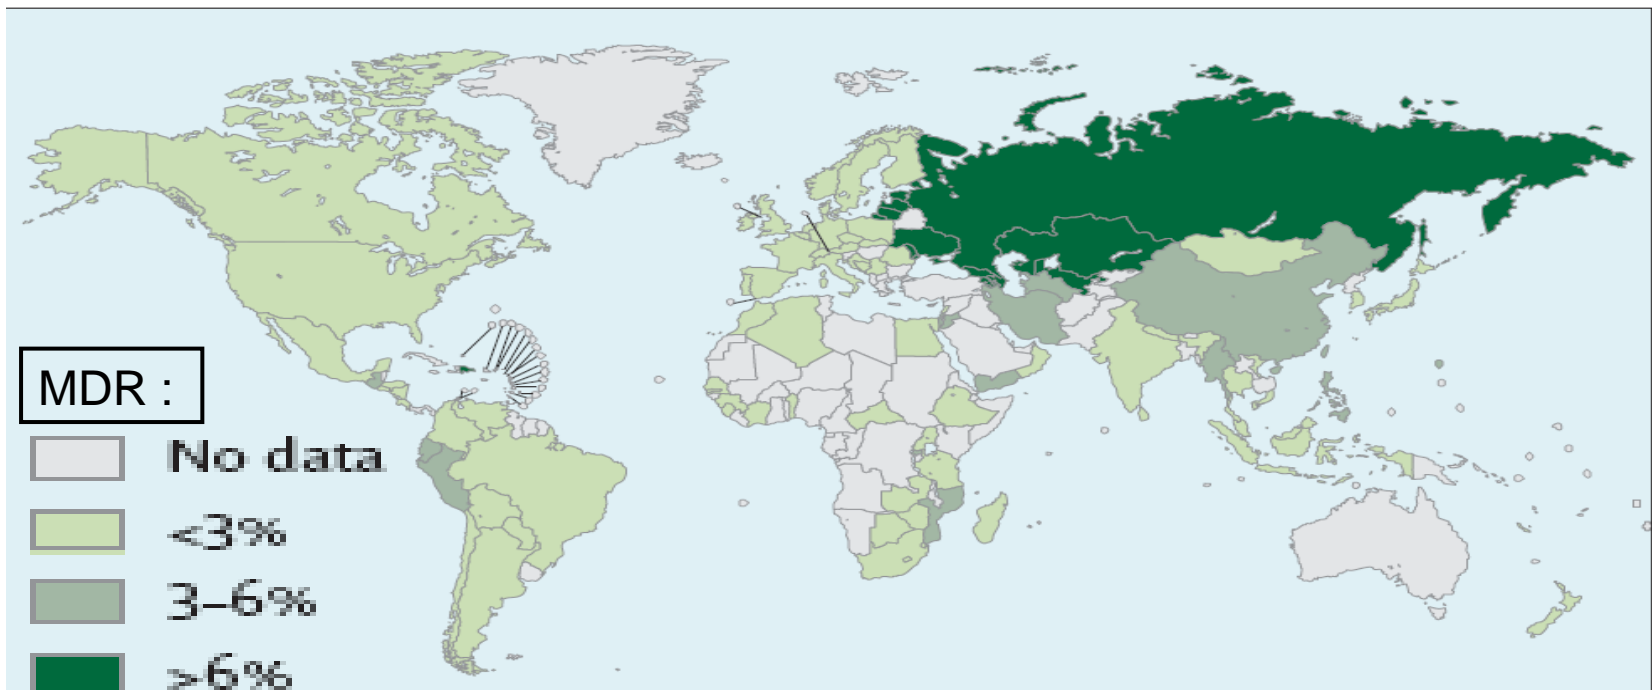 MDR :
No data
<3%
3–6%
>6%